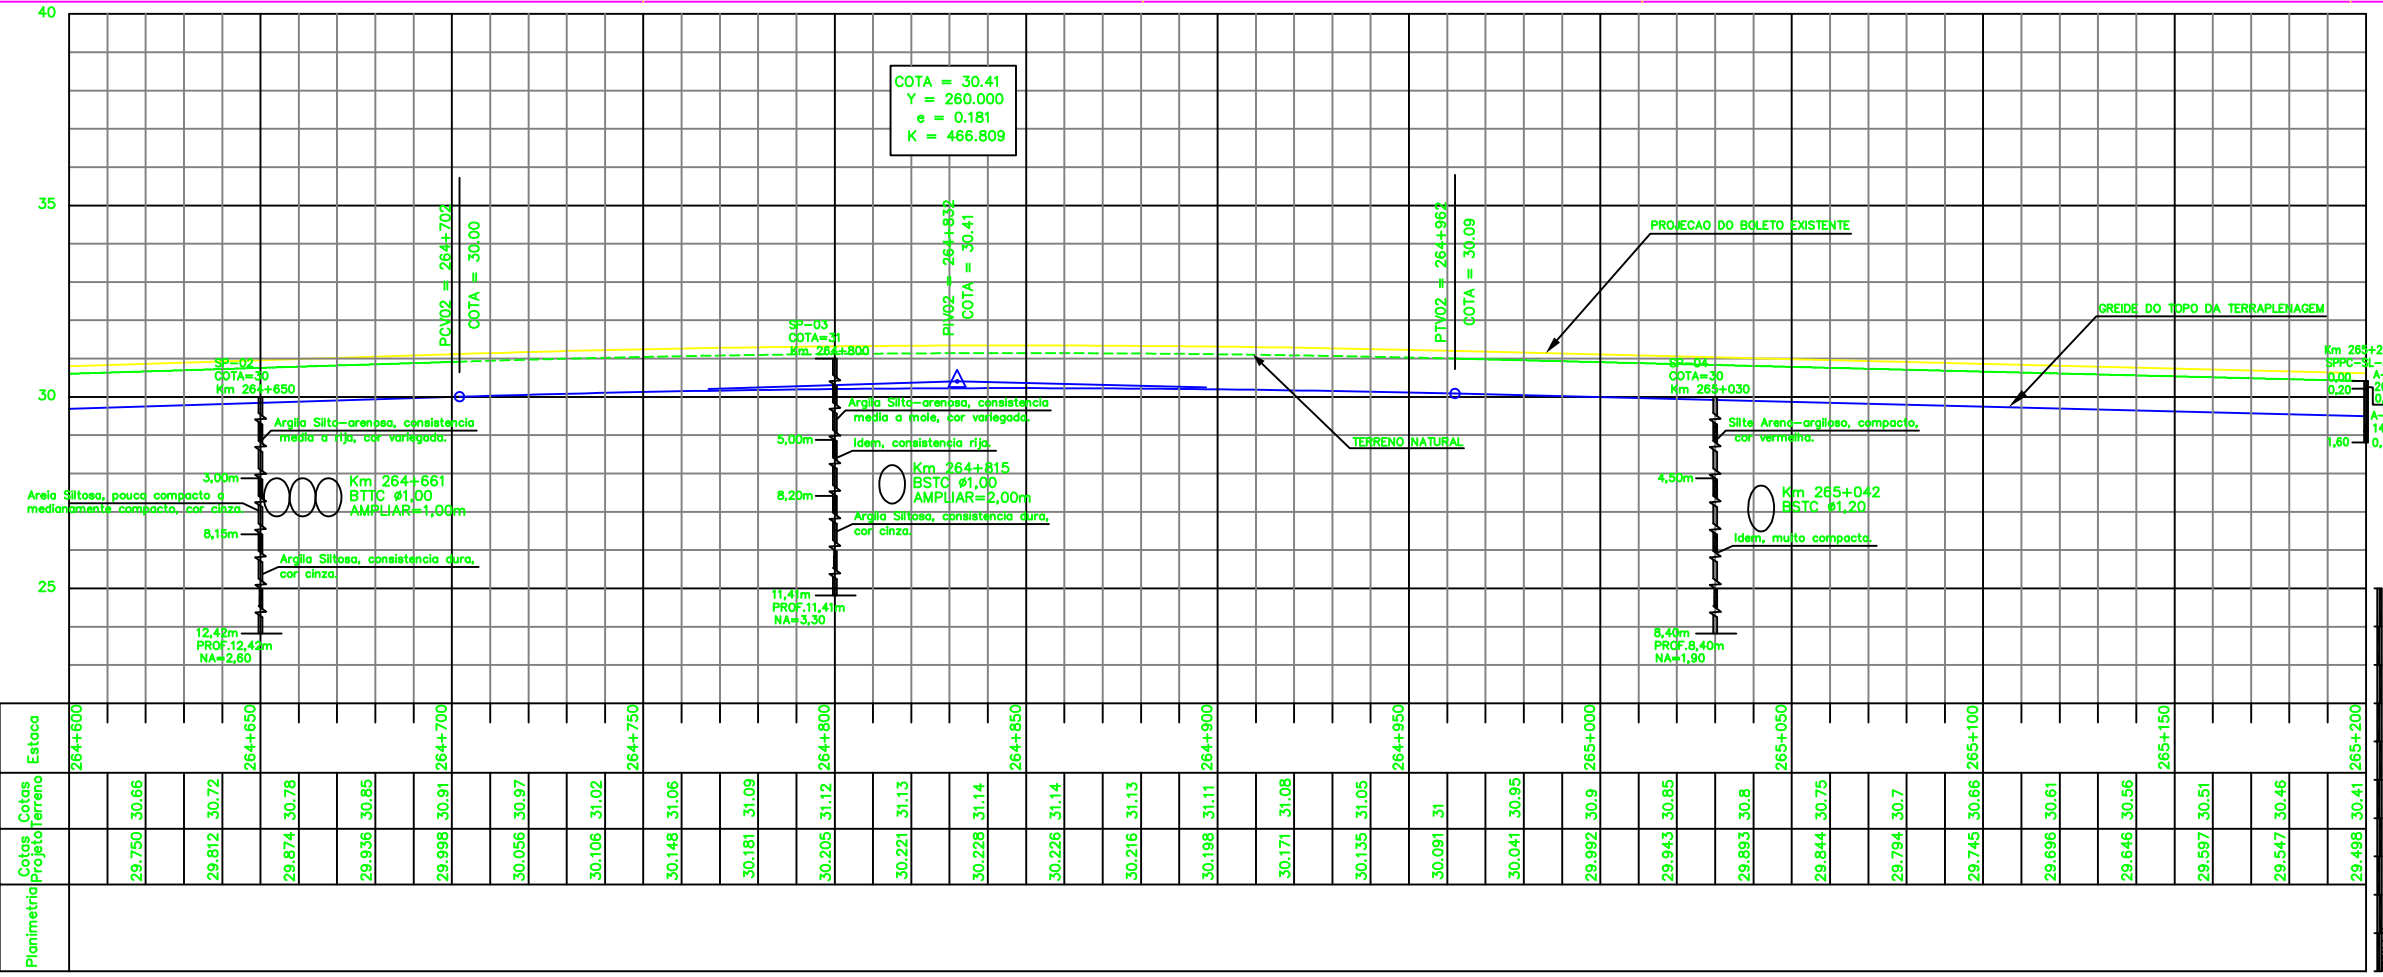 40
35
30
25
COTA = 30.41
Y = 260.000
e = 0.181
K = 466.809
PCV02 = 264+702
COTA = 30.00
PIV02 = 264+832
COTA = 30.41
PTV02 = 264+962
COTA = 30.09
PROJECAO DO BOLETO EXISTENTE
GREIDE DO TOPO DA TERRAPLENAGEM
TERRENO NATURAL
SP-02
COTA=30
Km 264+650
Argila Silto-arenosa, consistencia
media a rija, cor variegada.
3,00m
Areia Siltosa, pouco compacto a
medianamente compacto, cor cinza
8,15m
Argila Siltosa, consistencia dura,
cor cinza.
12,42m
PROF.12,42m
NA=2,60
Km 264+661
BTTC ø1,00
AMPLIAR=1,00m
SP-03
COTA=31
Km 264+800
Argila Silto-arenosa, consistencia
media a mole, cor variegada.
5,00m
Idem, consistencia rija.
8,20m
Argila Siltosa, consistencia dura,
cor cinza.
11,41m
PROF.11,41m
NA=3,30
Km 264+815
BSTC ø1,00
AMPLIAR=2,00m
SP-04
COTA=30
Km 265+030
Silte Areno-argiloso, compacto,
cor vermelha.
4,50m
Idem, muito compacta.
8,40m
PROF.8,40m
NA=1,90
Km 265+042
BSTC ø1,20
Km 265+2
SPPC-SL-
0,00
0,20
1,60
Estaca
264+600 264+650 264+700 264+750 264+800 264+850 264+900 264+950 265+000 265+050 265+100 265+150 265+200
Cotas
Terreno
30.66 30.72 30.78 30.85 30.91 30.97 31.02 31.06 31.09 31.12 31.13 31.14 31.14 31.13 31.11 31.08 31.05 31 30.95 30.9 30.85 30.8 30.75 30.7 30.66 30.61 30.56 30.51 30.46 30.41
Cotas
Projeto
29.750 29.812 29.874 29.936 29.998 30.056 30.106 30.148 30.181 30.205 30.221 30.228 30.226 30.216 30.198 30.171 30.135 30.091 30.041 29.992 29.943 29.893 29.844 29.794 29.745 29.696 29.646 29.597 29.547 29.498
Planimetria